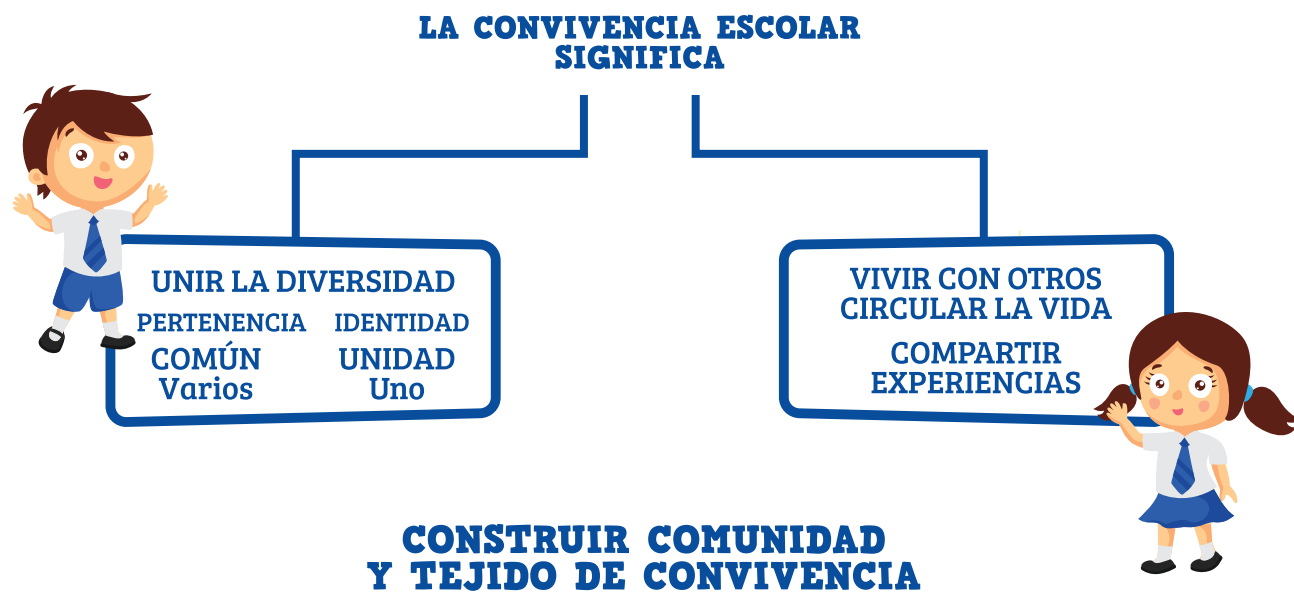 LA CONVIVENCIA ESCOLAR
SIGNIFICA
UNIR LA DIVERSIDAD
PERTENENCIA IDENTIDAD
COMÚN UNIDAD
Varios Uno
VIVIR CON OTROS
CIRCULAR LA VIDA
COMPARTIR
EXPERIENCIAS
CONSTRUIR COMUNIDAD
Y TEJIDO DE CONVIVENCIA